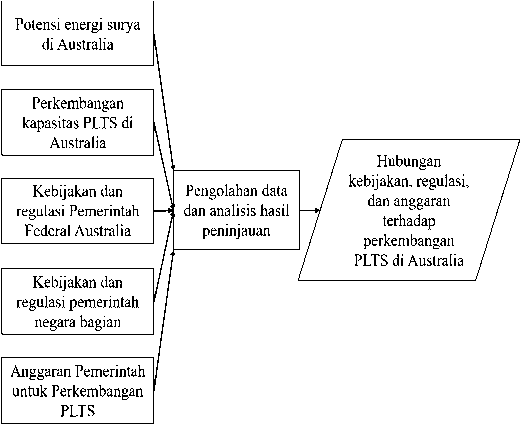 Potensi energi surya
di Australia
Perkembangan
kapasitas PLTS di
Australia
Kebijakan dan
regulasi Pemerintah
Federal Australia
Kebijakan dan
regulasi pemerintah
negara bagian
Anggaran Pemerintah
untuk Perkembangan
PLTS
Pengolahan data
dan analisis hasil
peninjauan
Hubungan
kebijakan, regulasi,
dan anggaran
terhadap
perkembangan
PLTS di Australia